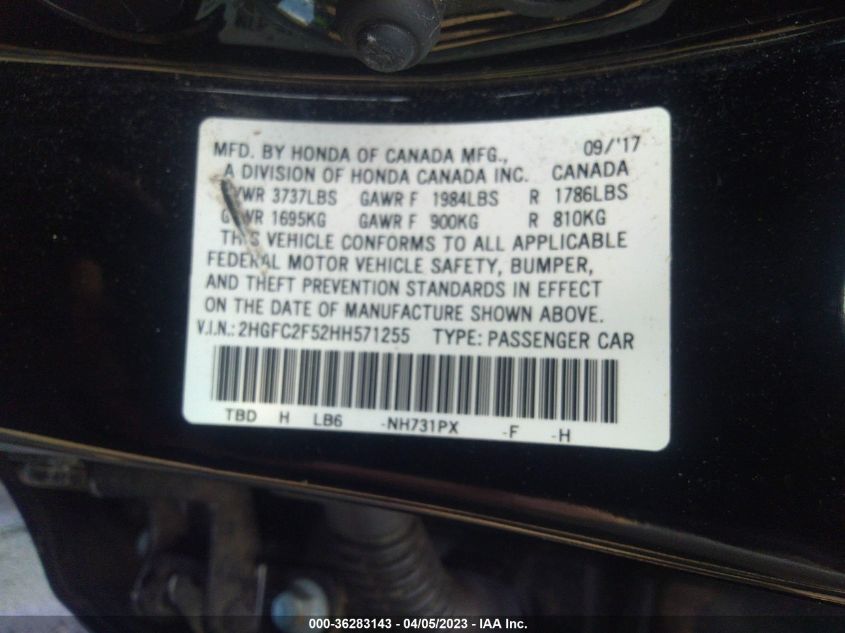 MFD. BY HONDA OF CANADA MFG., 09/'17
A DIVISION OF HONDA CANADA INC. CANADA
3737LBS GAWR F 1984LBS R 1786LBS
1695KG GAWR F 900KG R 810KG
THIS VEHICLE CONFORMS TO ALL APPLICABLE
FEDERAL MOTOR VEHICLE SAFETY, BUMPER,
AND THEFT PREVENTION STANDARDS IN EFFECT
ON THE DATE OF MANUFACTURE SHOWN ABOVE.
V.I.N.: 2HGFC2F52HH571255 TYPE: PASSENGER CAR
TBD H LB6 -NH731PX -F -H
000-36283143 - 04/05/2023 - IAA Inc.